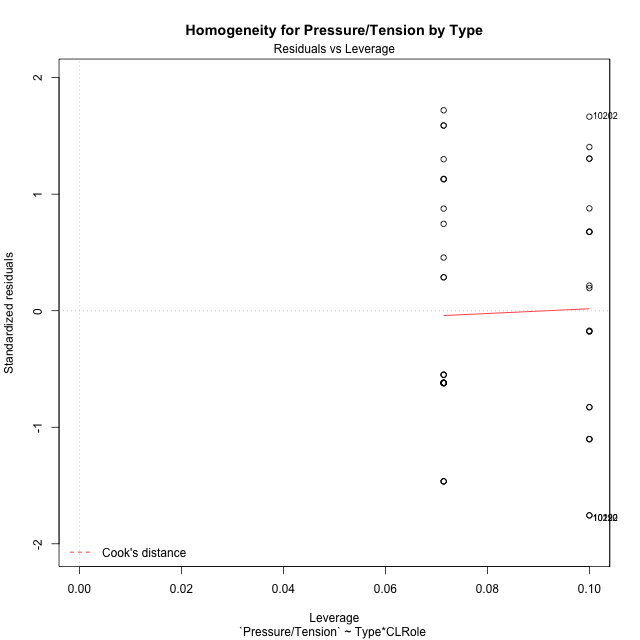 Homogeneity for Pressure/Tension by Type
Residuals vs Leverage
2
1
0
-1
-2
Standardized residuals
10202
Cook's distance
0.00 0.02 0.04 0.06 0.08 0.10
Leverage
`Pressure/Tension` ~ Type*CLRole